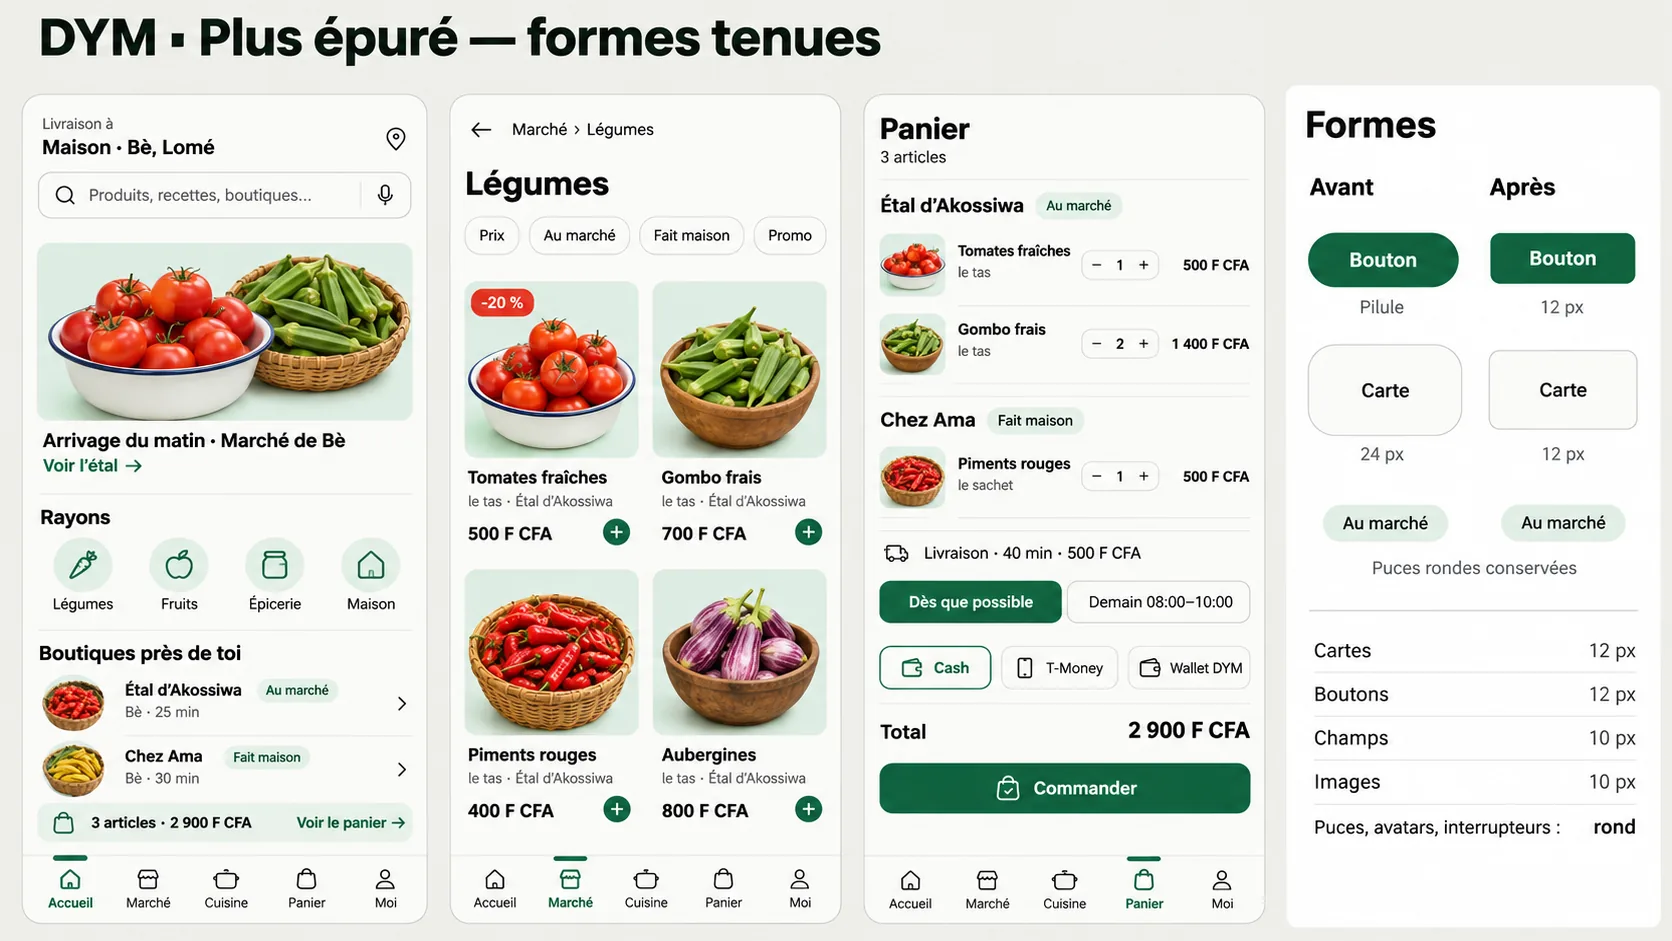 DYM ▪ Plus épuré — formes tenues
Livraison à
Maison · Bè, Lomé
Produits, recettes, boutiques...
Arrivage du matin · Marché de Bè
Voir l'étal →
Rayons
Légumes
Fruits
Épicerie
Maison
Boutiques près de toi
Étal d'Akossiwa
Au marché
Bè · 25 min
Chez Ama
Fait maison
Bè · 30 min
3 articles · 2 900 F CFA
Voir le panier →
Accueil
Marché
Cuisine
Panier
Moi
← Marché › Légumes
Légumes
Prix
Au marché
Fait maison
Promo
-20 %
Tomates fraîches
le tas · Étal d'Akossiwa
500 F CFA
+
Gombo frais
le tas · Étal d'Akossiwa
700 F CFA
+
Piments rouges
le tas · Étal d'Akossiwa
400 F CFA
+
Aubergines
le tas · Étal d'Akossiwa
800 F CFA
+
Accueil
Marché
Cuisine
Panier
Moi
Panier
3 articles
Étal d'Akossiwa
Au marché
Tomates fraîches
le tas
− 1 +
500 F CFA
Gombo frais
le tas
− 2 +
1 400 F CFA
Chez Ama
Fait maison
Piments rouges
le sachet
− 1 +
500 F CFA
Livraison · 40 min · 500 F CFA
Dès que possible
Demain 08:00–10:00
Cash
T-Money
Wallet DYM
Total
2 900 F CFA
Commander
Accueil
Marché
Cuisine
Panier
Moi
Formes
Avant
Après
Bouton
Bouton
Pilule
12 px
Carte
Carte
24 px
12 px
Au marché
Au marché
Puces rondes conservées
Cartes 12 px
Boutons 12 px
Champs 10 px
Images 10 px
Puces, avatars, interrupteurs : rond